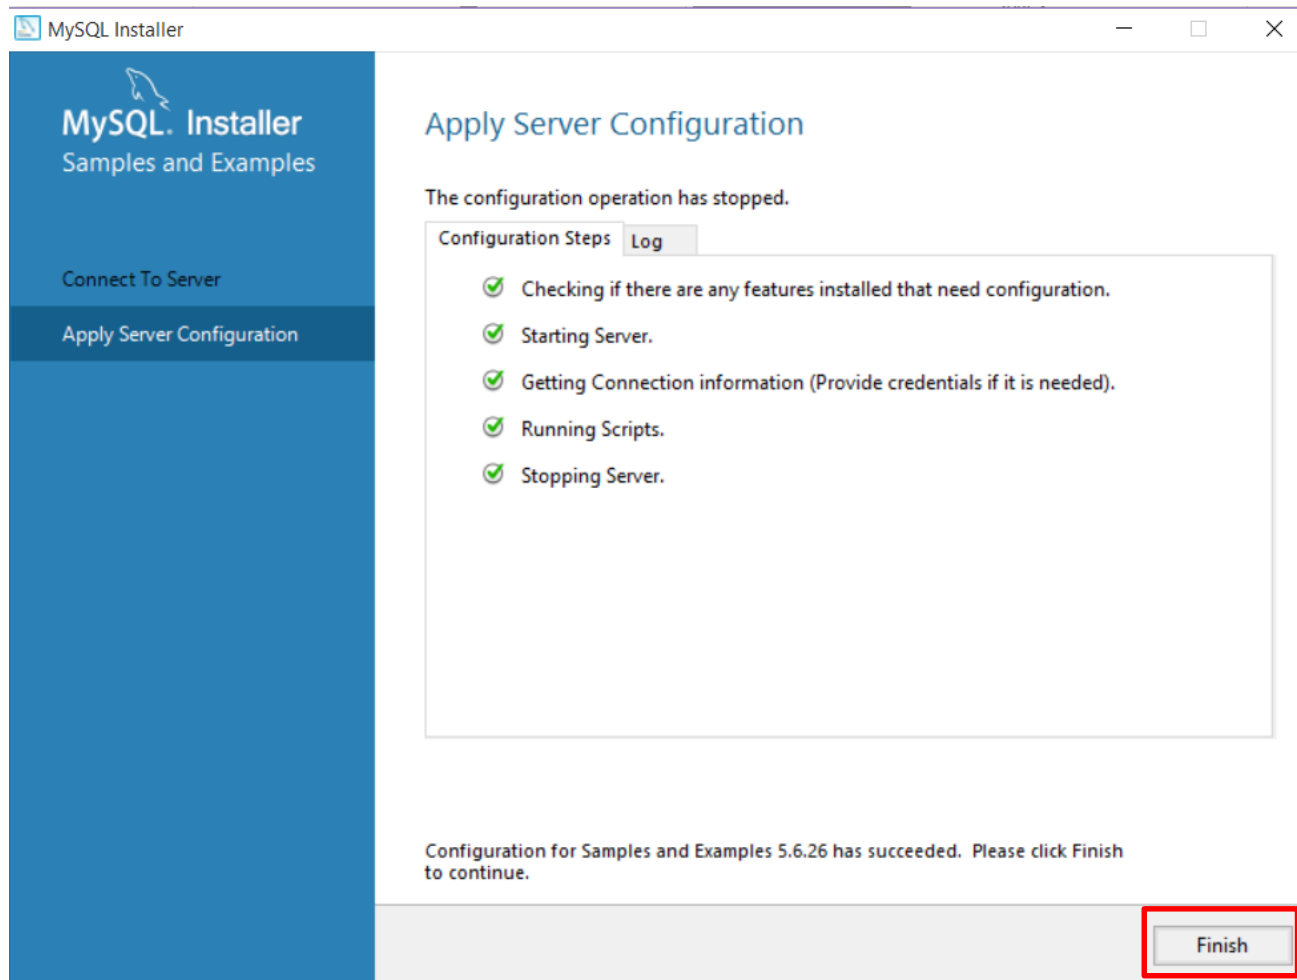 MySQL Installer
MySQL. Installer
Samples and Examples
Connect To Server
Apply Server Configuration
Apply Server Configuration
The configuration operation has stopped.
Configuration Steps
Log
Checking if there are any features installed that need configuration.
Starting Server.
Getting Connection information (Provide credentials if it is needed).
Running Scripts.
Stopping Server.
Configuration for Samples and Examples 5.6.26 has succeeded. Please click Finish
to continue.
Finish